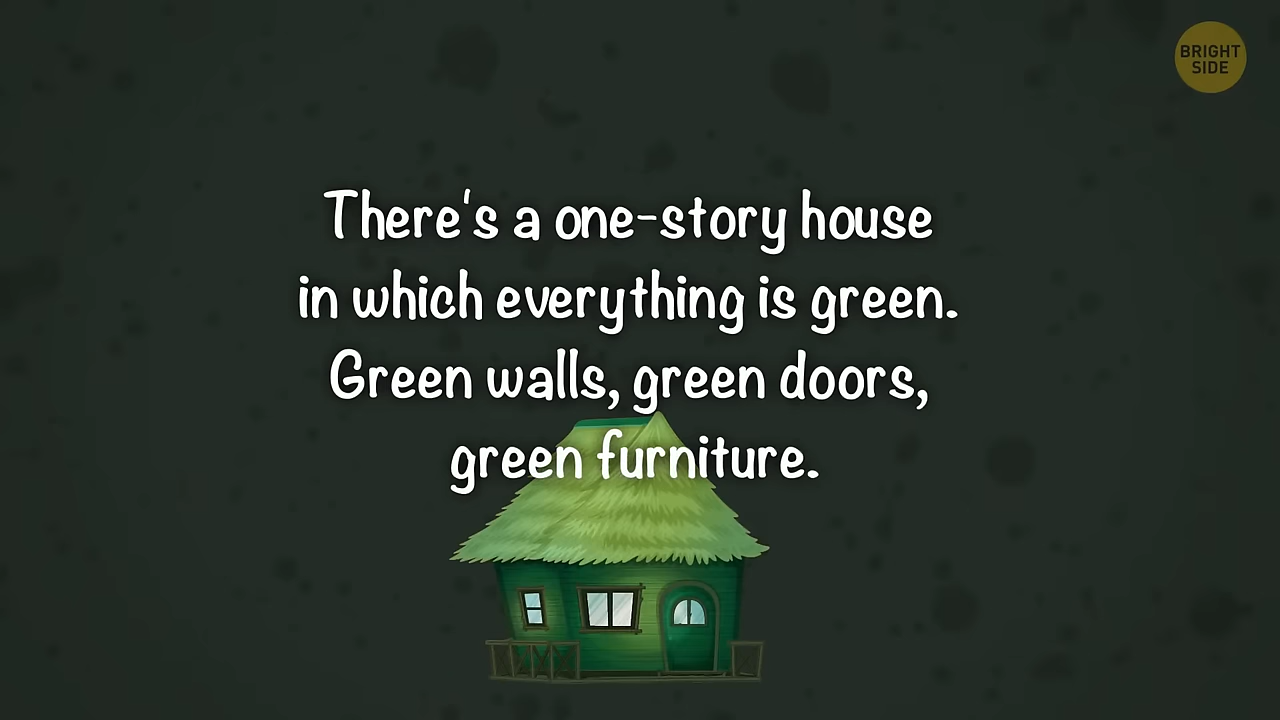 BRIGHT
SIDE
There's a one-story house
in which everything is green.
Green walls, green doors,
green furniture.